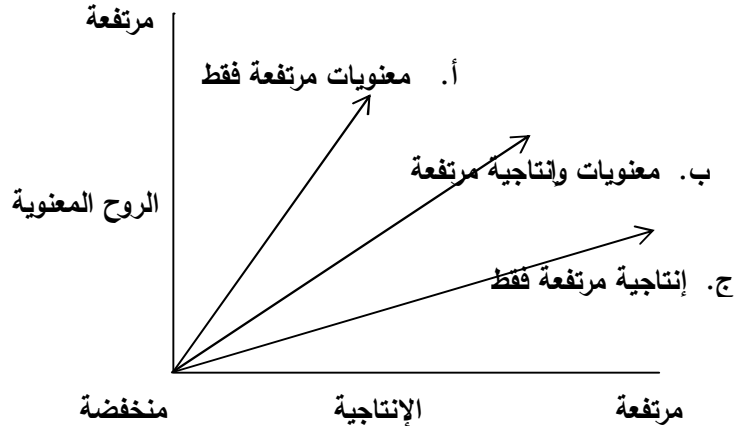 مرتفعة
أ. معنويات مرتفعة فقط
ب. معنويات وإنتاجية مرتفعة
الروح المعنوية
ج. إنتاجية مرتفعة فقط
منخفضة الإنتاجية مرتفعة